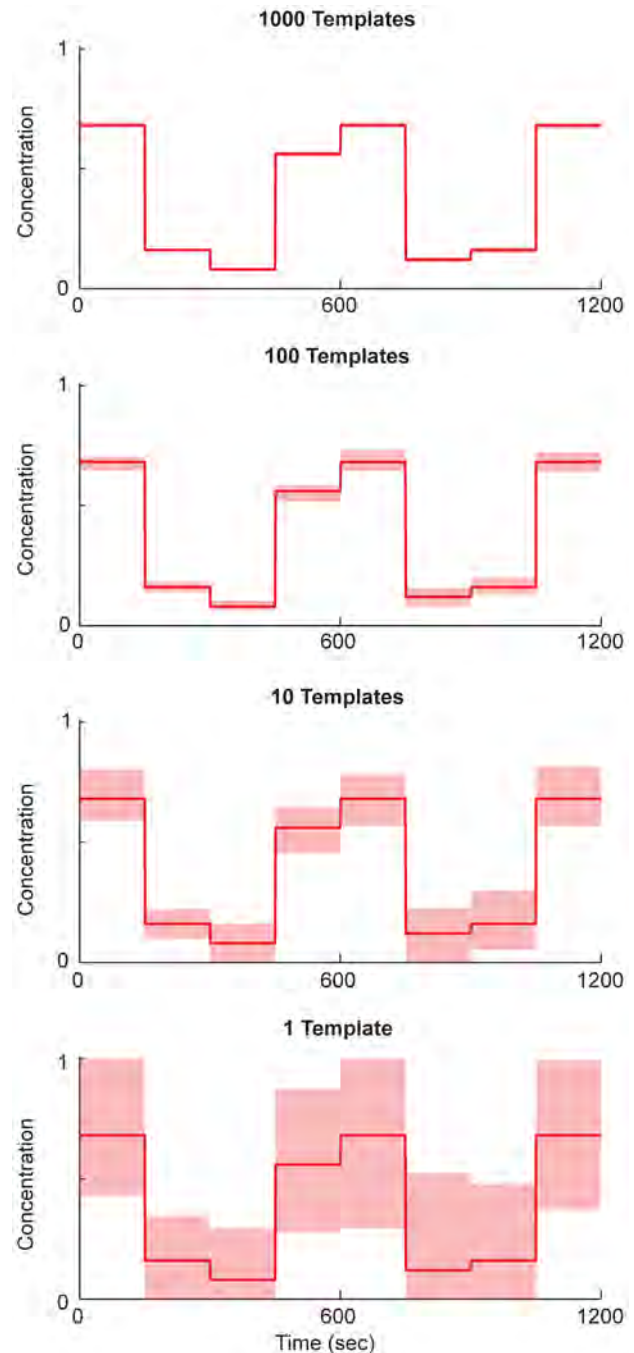 1000 Templates
1
Concentration
0
0 600 1200
100 Templates
1
Concentration
0
0 600 1200
10 Templates
1
Concentration
0
0 600 1200
1 Template
1
Concentration
0
0 600 1200
Time (sec)